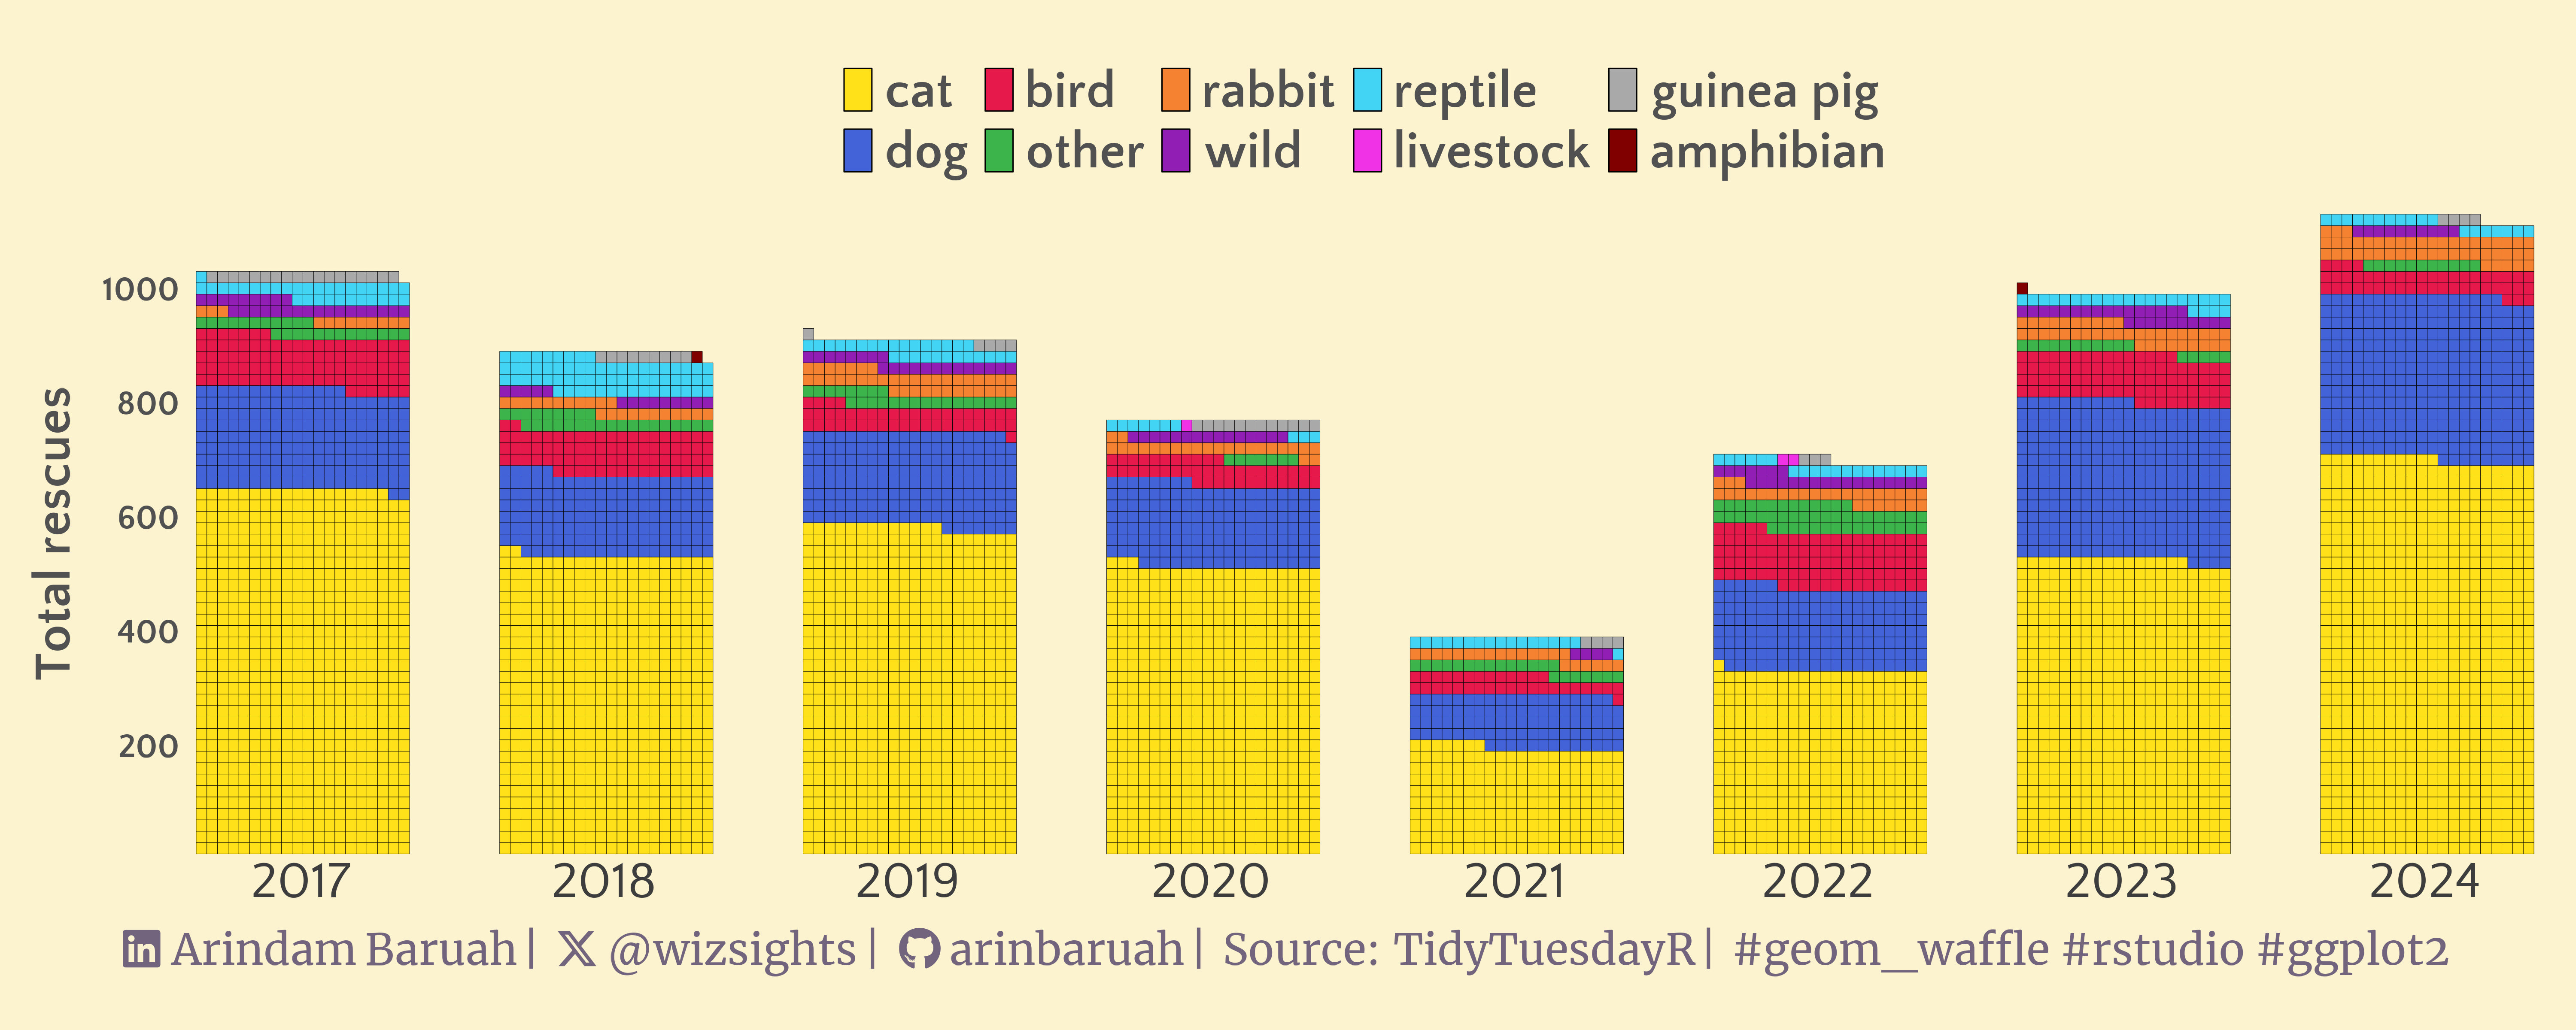 cat bird rabbit reptile guinea pig
dog other wild livestock amphibian
Total rescues
1000
800
600
400
200
2017 2018 2019 2020 2021 2022 2023 2024
in Arindam Baruah| X @wizsights| arinbaruah| Source: TidyTuesdayR| #geom_waffle #rstudio #ggplot2